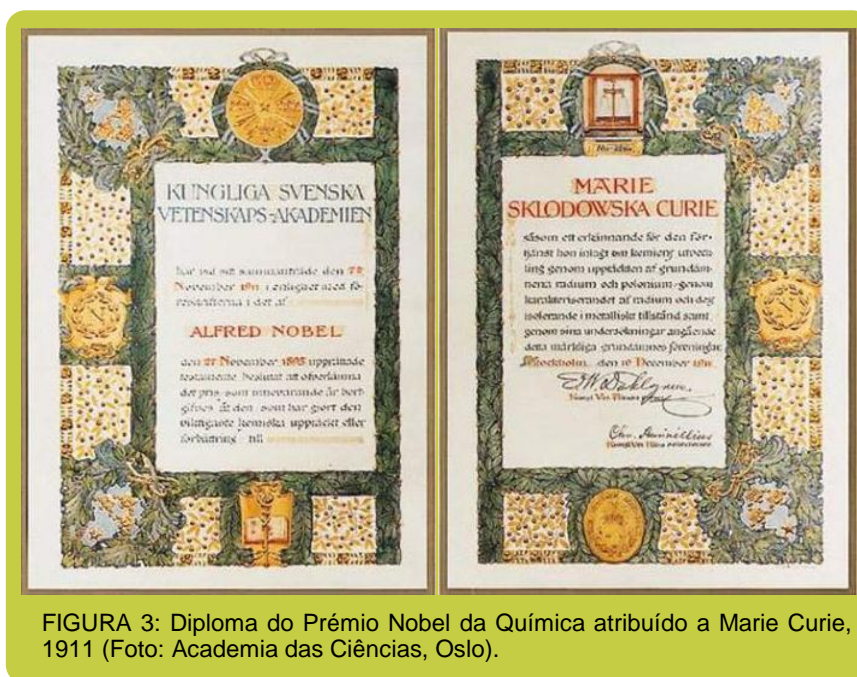 KUNGLIGA SVENSKA
VETENSKAPS-AKADEMIEN
har vid sitt sammanträde den 7
November 1911 i enlighet med fö-
reskrifterna i det af
ALFRED NOBEL
den 27 November 1895 upprättade
testamente beslutat att öfverlämna
det pris som innevarande år bort-
gifves åt den som har gjort den
viktigaste kemiska upptäckt eller
förbättring till
MARIE
SKLODOWSKA CURIE
såsom ett erkännande för den för-
tjänst hon inlagt om kemiens utveck-
ling genom upptäckten af grundäm-
nena radium och polonium, genom
karakteriserandet af radium och dess
isolerande i metalliskt tillstånd samt
genom sina undersökningar angående
detta märkliga grundämnes föreningar
Stockholm den 10 December 1911
FIGURA 3: Diploma do Prémio Nobel da Química atribuído a Marie Curie,
1911 (Foto: Academia das Ciências, Oslo).